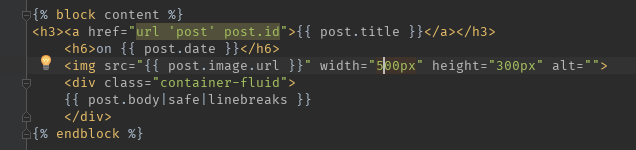 {% block content %}
<h3><a href="url 'post' post.id">{{ post.title }}</a></h3>
<h6>on {{ post.date }}</h6>
<img src="{{ post.image.url }}" width="500px" height="300px" alt="">
<div class="container-fluid">
{{ post.body|safe|linebreaks }}
</div>
{% endblock %}